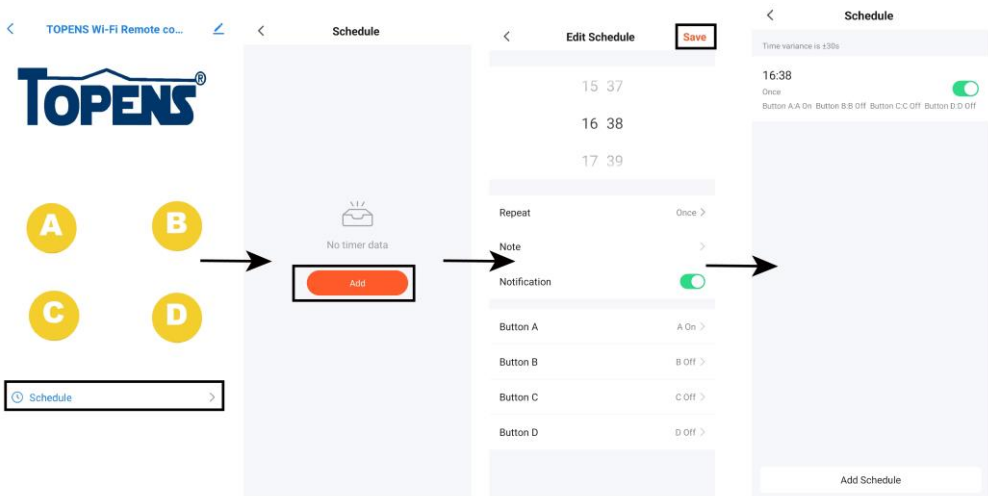 TOPENS Wi-Fi Remote co...
TOPENS®
A
B
C
D
Schedule
Schedule
No timer data
Add
Edit Schedule
Save
15 37
16 38
17 39
Repeat
Once
Note
Notification
Button A
A On
Button B
B Off
Button C
C Off
Button D
D Off
Schedule
Time variance is ±30s
16:38
Once
Button A:A On Button B:B Off Button C:C Off Button D:D Off
Add Schedule